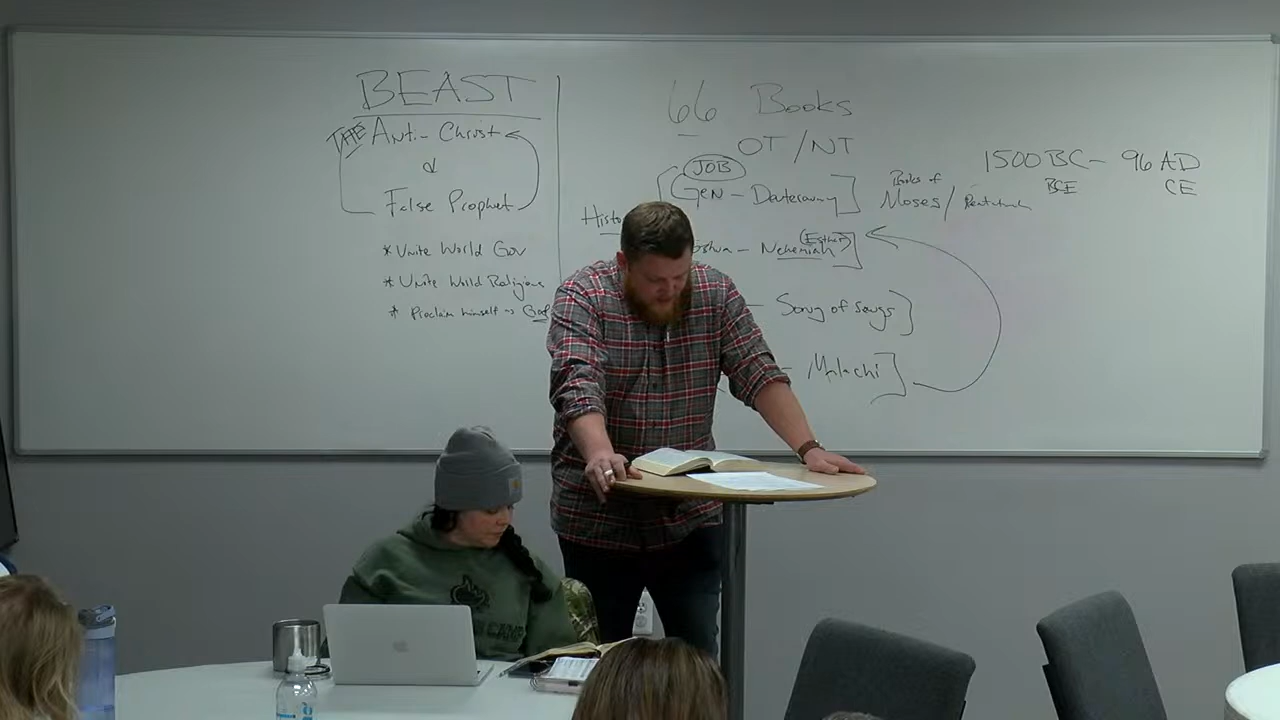 BEAST
THE Anti-Christ
&
False Prophet
* Unite World Gov
* Unite World Religions
* Proclaim himself as God
66 Books
OT/NT
JOB
Gen - Deuteronomy
Books of
Moses/Pentateuch
1500 BC- 96 AD
BCE CE
Histo
oshua - Nehemiah
(Esther)
- Song of Songs
- Malachi